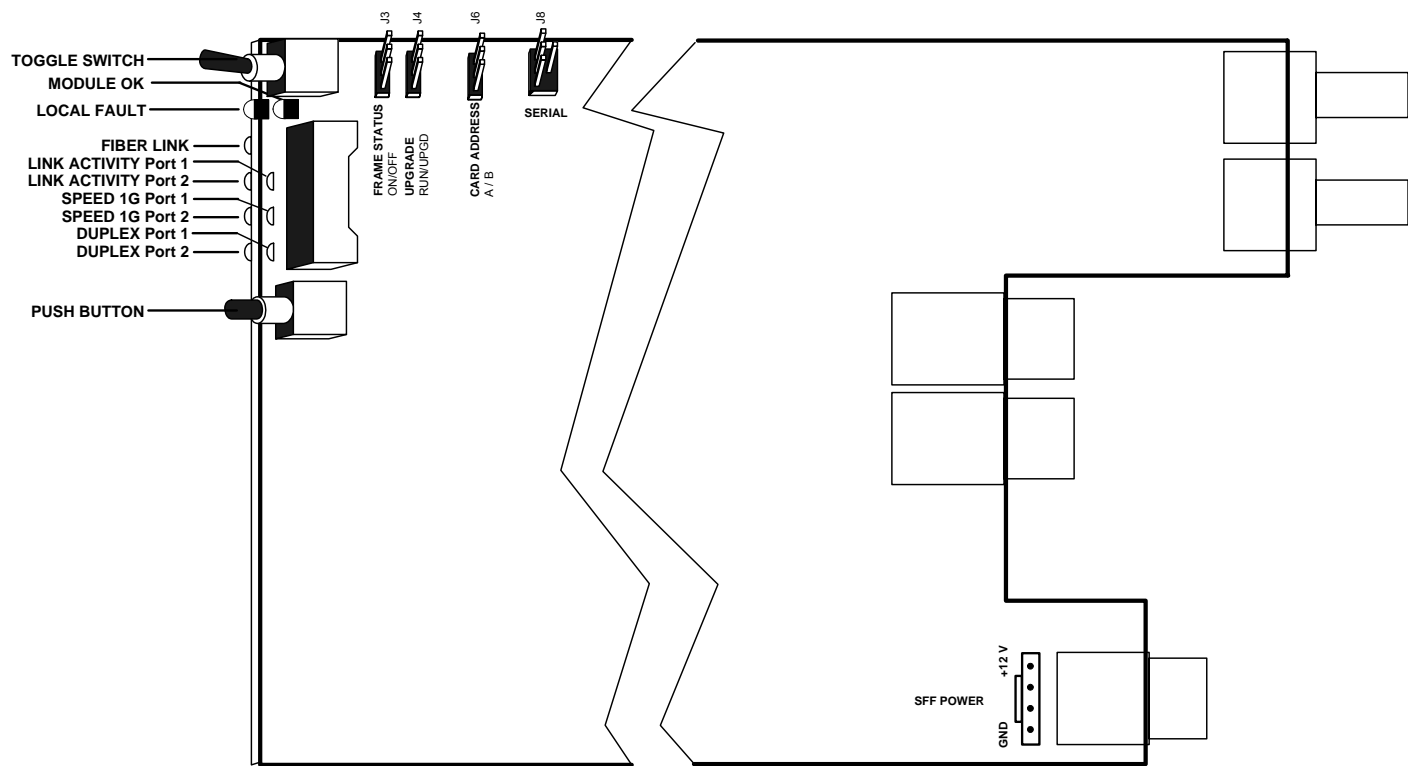 J3
J4
J6
J8
TOGGLE SWITCH
MODULE OK
LOCAL FAULT
FIBER LINK
LINK ACTIVITY Port 1
LINK ACTIVITY Port 2
SPEED 1G Port 1
SPEED 1G Port 2
DUPLEX Port 1
DUPLEX Port 2
PUSH BUTTON
FRAME STATUS
ON/OFF
UPGRADE
RUN/UPGD
CARD ADDRESS
A / B
SERIAL
+12 V
SFF POWER
GND